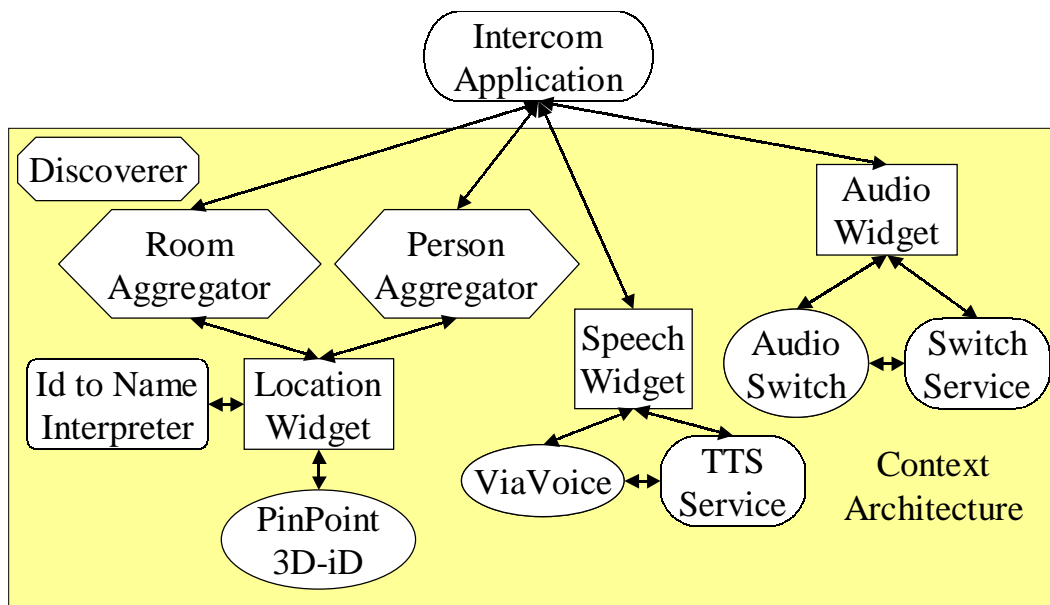 Intercom
Application
Discoverer
Room
Aggregator
Person
Aggregator
Audio
Widget
Id to Name
Interpreter
Location
Widget
Speech
Widget
Audio
Switch
Switch
Service
PinPoint
3D-iD
ViaVoice
TTS
Service
Context
Architecture